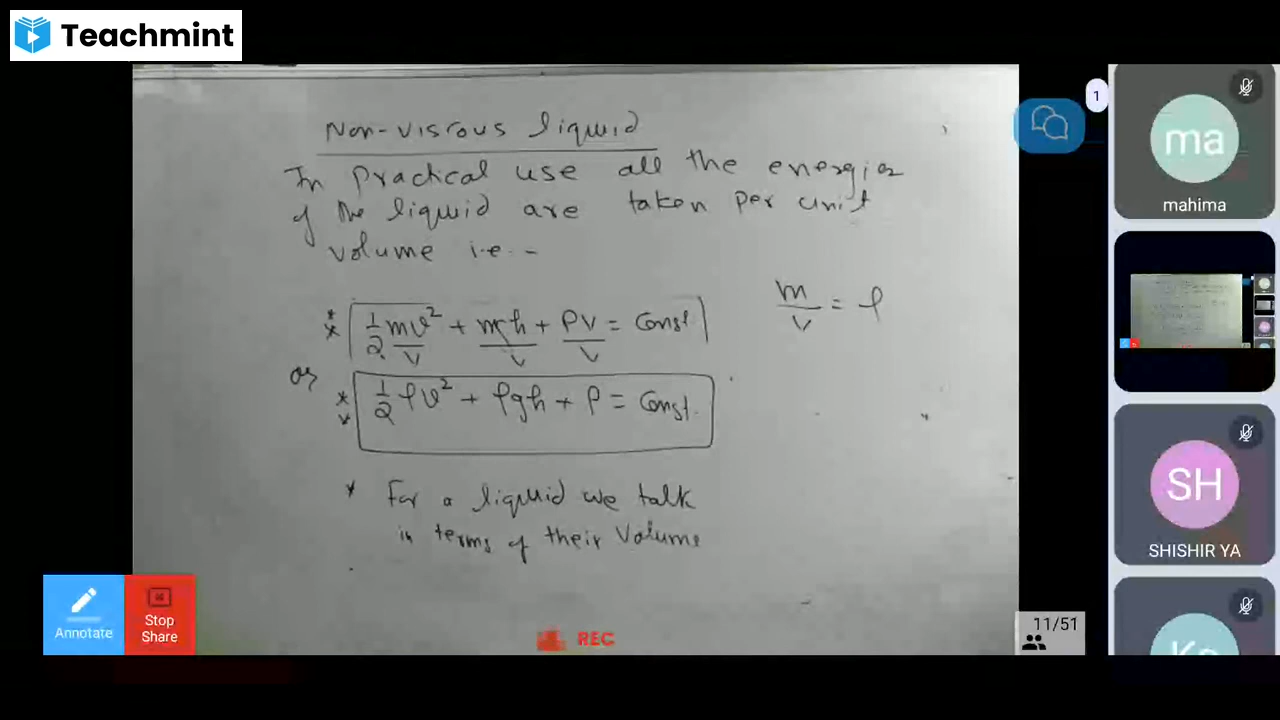 Teachmint
Non-viscous liquid
In Practical use all the energies
of the liquid are taken per unit
volume i.e. -
** 1/2 mv²/V + mgh/V + PV/V = Const
m/V = ρ
or
** 1/2 ρv² + ρgh + P = Const.
* For a liquid we talk
in terms of their Volume
Annotate
Stop
Share
REC
11/51
1
ma
mahima
SH
SHISHIR YA